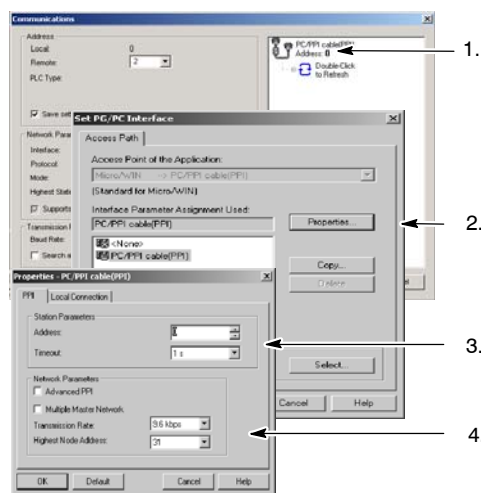 Communications
Address
Local: 0
Remote: 2
PLC Type:
Save set
PC/PPI cable(PPI)
Address: 0
Double-Click
to Refresh
1.
Set PG/PC Interface
Access Path
Access Point of the Application:
Micro/WIN -> PC/PPI cable(PPI)
(Standard for Micro/WIN)
Interface Parameter Assignment Used:
PC/PPI cable(PPI)
Properties...
2.
<None>
PC/PPI cable(PPI)
Copy...
Delete
Select...
Cancel
Help
Network Para
Interface:
Protocol:
Mode:
Highest Stati
Supports
Transmission
Baud Rate:
Search a
Properties - PC/PPI cable(PPI)
PPI
Local Connection
Station Parameters
Address:
Timeout: 1 s
3.
Network Parameters
Advanced PPI
Multiple Master Network
Transmission Rate: 9.6 kbps
Highest Node Address: 31
4
OK
Default
Cancel
Help